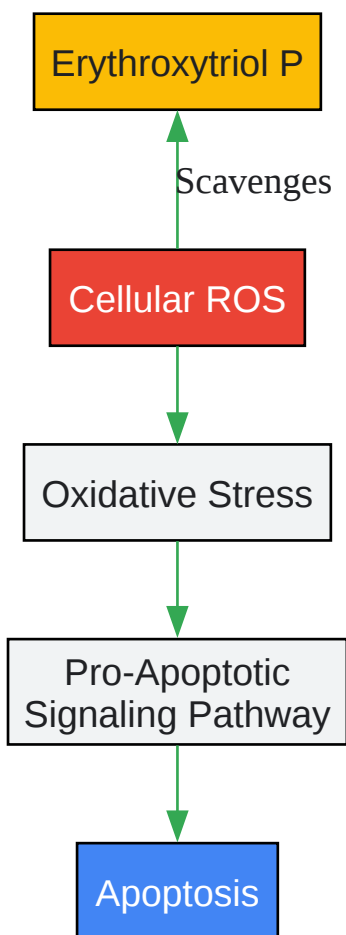 Erythroxytriol P
Scavenges
Cellular ROS
Oxidative Stress
Pro-Apoptotic
Signaling Pathway
Apoptosis